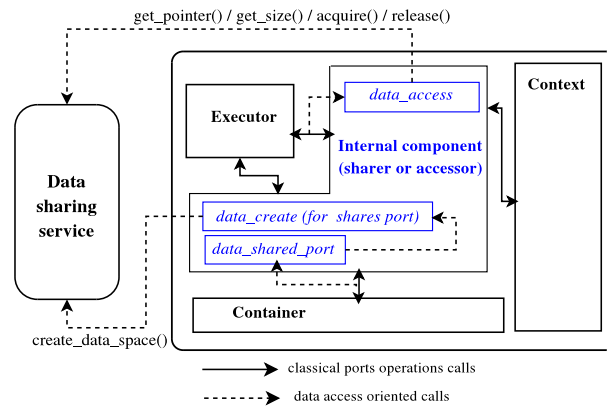 get_pointer() / get_size() / acquire() / release()
Context
data_access
Executor
Internal component
(sharer or accessor)
Data
sharing
service
data_create (for shares port)
data_shared_port
Container
create_data_space()
classical ports operations calls
data access oriented calls